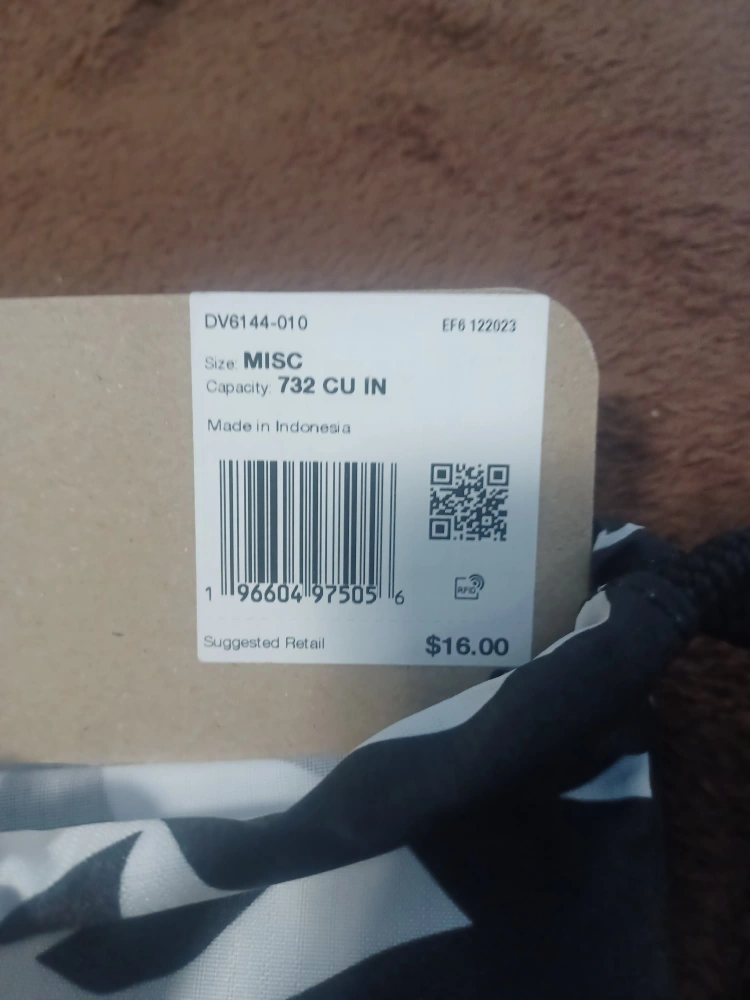 DV6144-010 EF6 122023
Size: MISC
Capacity: 732 CU IN
Made in Indonesia
1 96604 97505 6
RFID
Suggested Retail $16.00